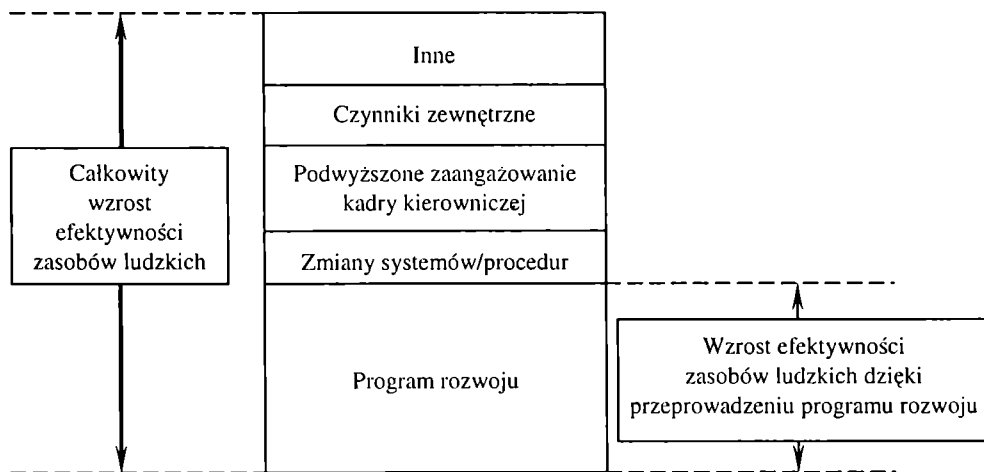 Inne
Czynniki zewnętrzne
Podwyższone zaangażowanie
kadry kierowniczej
Zmiany systemów/procedur
Program rozwoju
Całkowity
wzrost
efektywności
zasobów ludzkich
Wzrost efektywności
zasobów ludzkich dzięki
przeprowadzeniu programu rozwoju